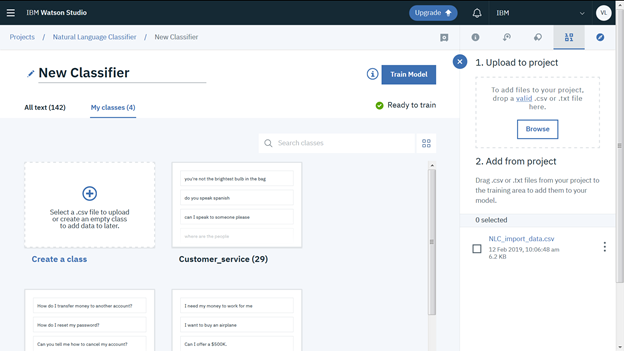 IBM Watson Studio
Upgrade
IBM
VL
Projects / Natural Language Classifier / New Classifier
New Classifier
Train Model
All text (142)
My classes (4)
Ready to train
Search classes
Select a .csv file to upload
or create an empty class
to add data to later.
Create a class
you're not the brightest bulb in the bag
do you speak spanish
can I speak to someone please
where are the people
Customer_service (29)
How do I transfer money to another account?
How do I reset my password?
Can you tell me how to cancel my account?
I need my money to work for me
I want to buy an airplane
Can I offer a $500K.
1. Upload to project
To add files to your project,
drop a valid .csv or .txt file
here.
Browse
2. Add from project
Drag .csv or .txt files from your project to
the training area to add them to your
model.
0 selected
NLC_import_data.csv
12 Feb 2019, 10:06:48 am
6.2 KB